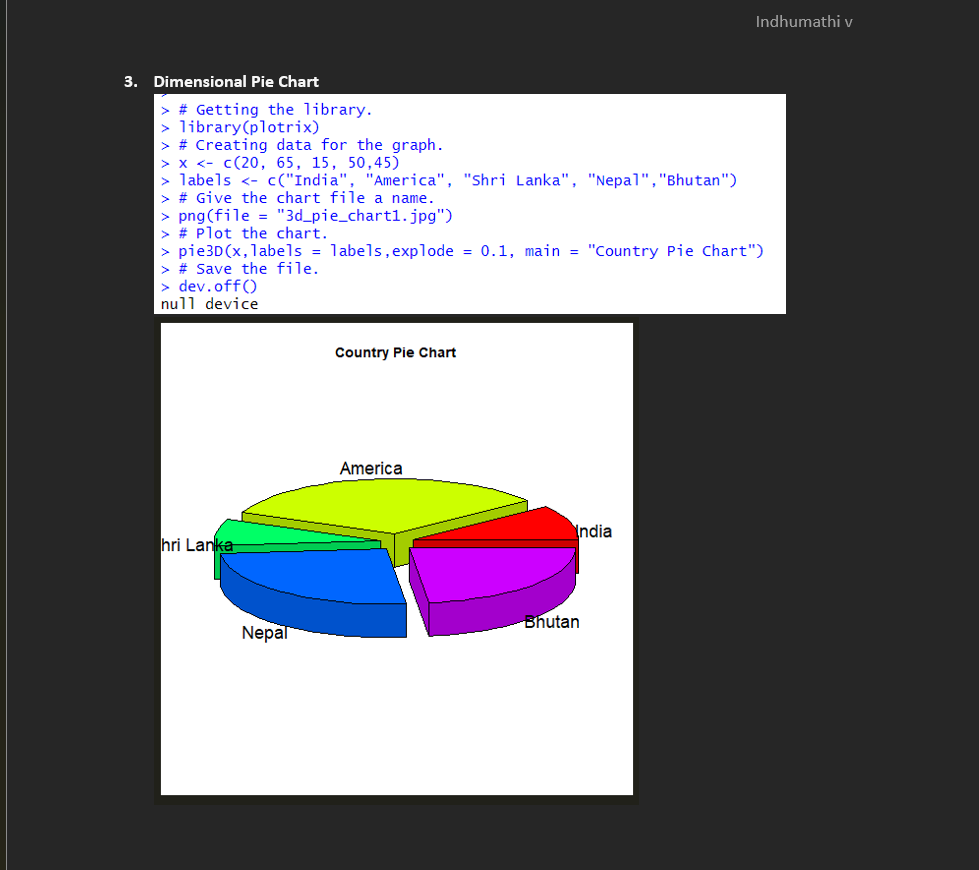 Indhumathi v
3. Dimensional Pie Chart
> # Getting the library.
> library(plotrix)
> # Creating data for the graph.
> x <- c(20, 65, 15, 50,45)
> labels <- c("India", "America", "Shri Lanka", "Nepal","Bhutan")
> # Give the chart file a name.
> png(file = "3d_pie_chart1.jpg")
> # Plot the chart.
> pie3D(x,labels = labels,explode = 0.1, main = "Country Pie Chart")
> # Save the file.
> dev.off()
null device
Country Pie Chart
America
India
hri Lanka
Bhutan
Nepal